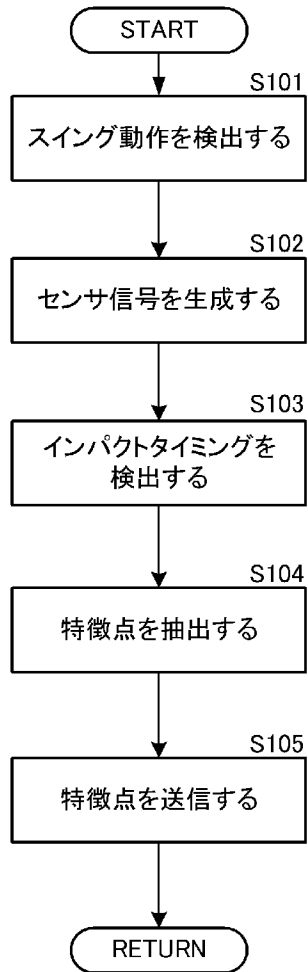 START
S101
スイング動作を検出する
S102
センサ信号を生成する
S103
インパクトタイミングを
検出する
S104
特徴点を抽出する
S105
特徴点を送信する
RETURN